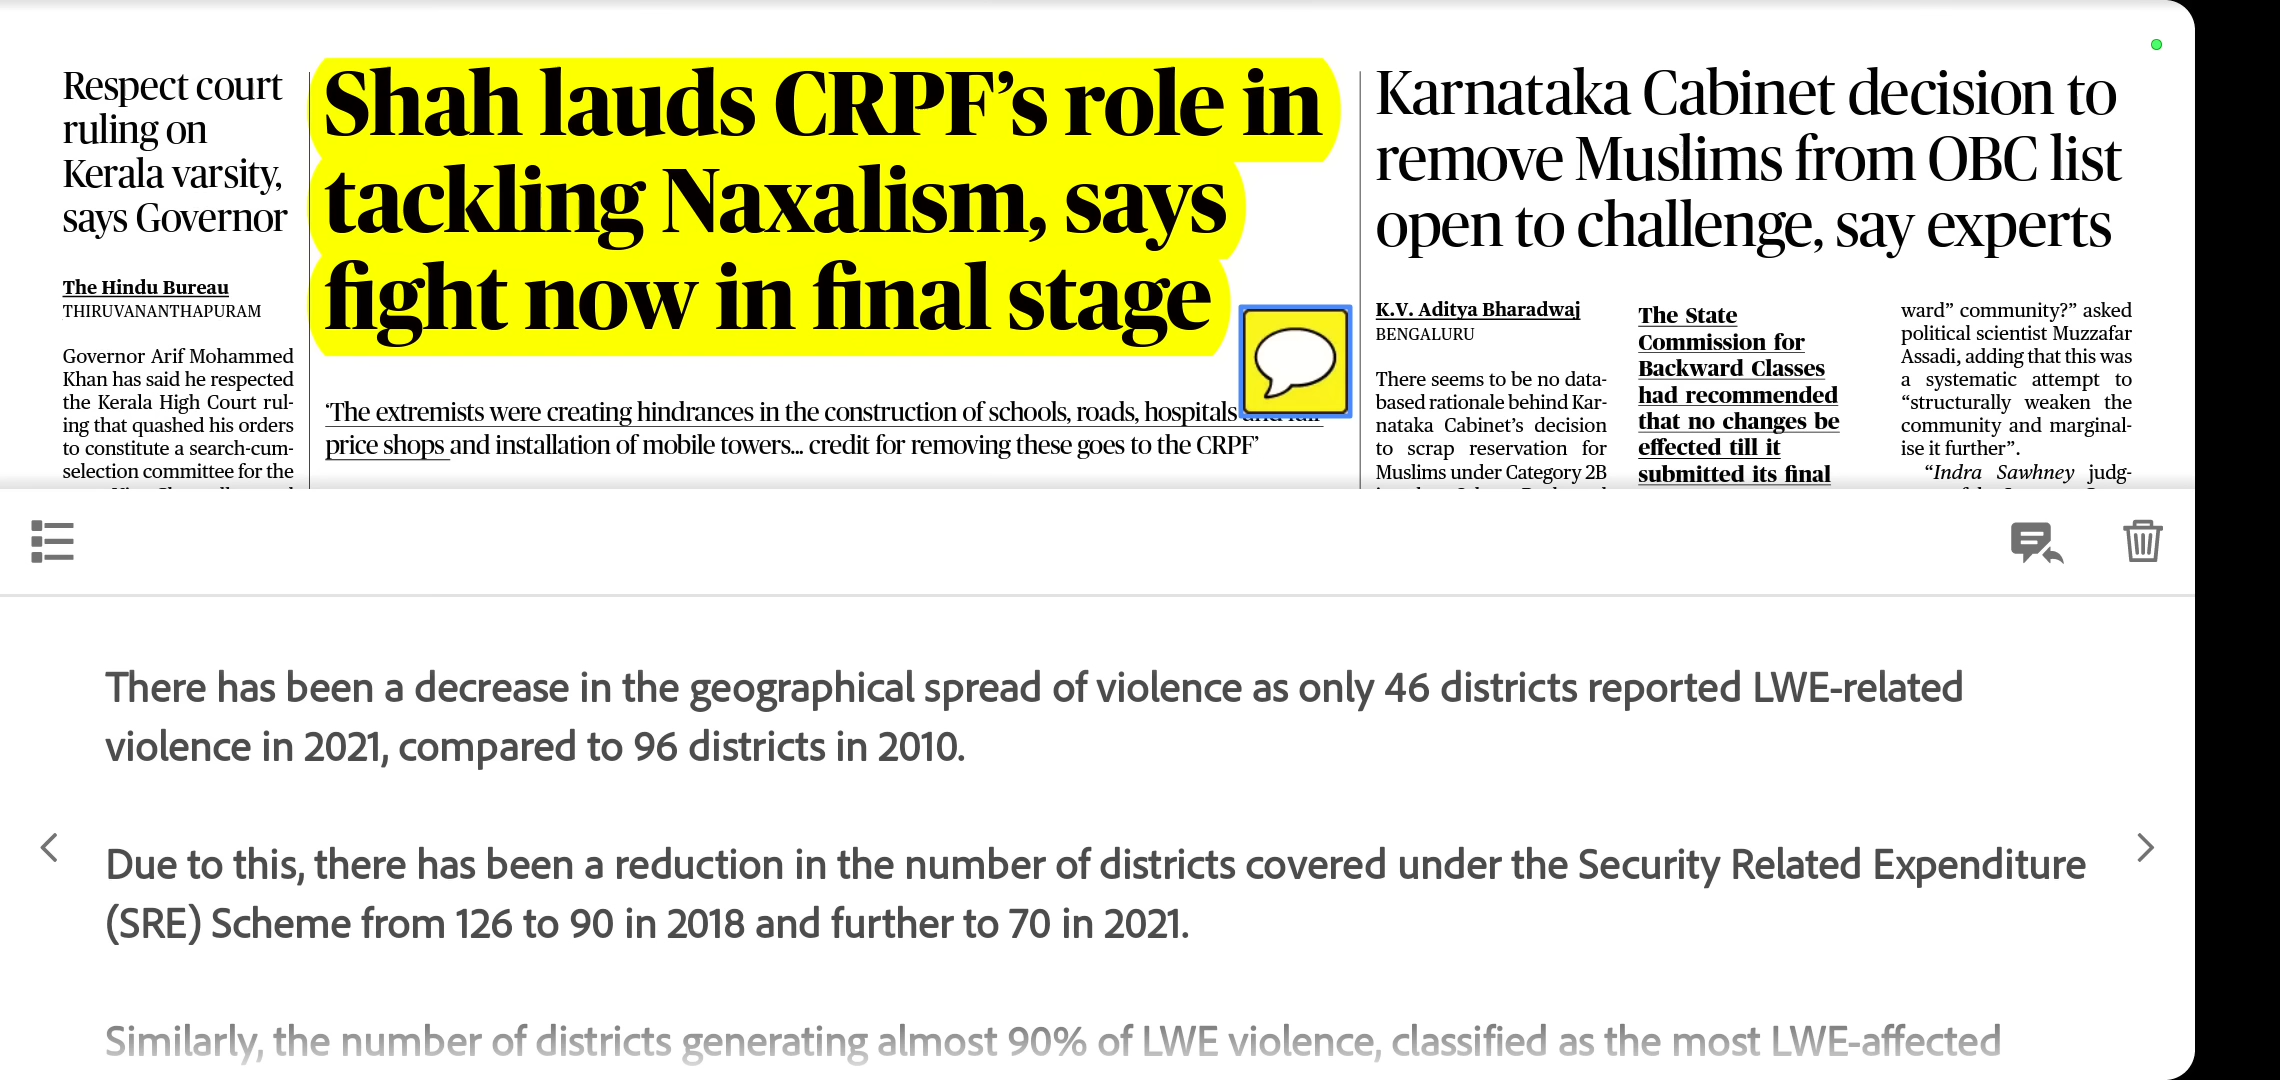 Respect court
ruling on
Kerala varsity,
says Governor
The Hindu Bureau
THIRUVANANTHAPURAM
Governor Arif Mohammed
Khan has said he respected
the Kerala High Court rul-
ing that quashed his orders
to constitute a search-cum-
selection committee for the
Shah lauds CRPF’s role in
tackling Naxalism, says
fight now in final stage
‘The extremists were creating hindrances in the construction of schools, roads, hospitals and fair
price shops and installation of mobile towers... credit for removing these goes to the CRPF’
Karnataka Cabinet decision to
remove Muslims from OBC list
open to challenge, say experts
K.V. Aditya Bharadwaj
BENGALURU
There seems to be no data-
based rationale behind Kar-
nataka Cabinet’s decision
to scrap reservation for
Muslims under Category 2B
The State
Commission for
Backward Classes
had recommended
that no changes be
effected till it
submitted its final
ward” community?” asked
political scientist Muzzafar
Assadi, adding that this was
a systematic attempt to
“structurally weaken the
community and marginal-
ise it further”.
“Indra Sawhney judg-
There has been a decrease in the geographical spread of violence as only 46 districts reported LWE-related
violence in 2021, compared to 96 districts in 2010.
Due to this, there has been a reduction in the number of districts covered under the Security Related Expenditure
(SRE) Scheme from 126 to 90 in 2018 and further to 70 in 2021.
Similarly, the number of districts generating almost 90% of LWE violence, classified as the most LWE-affected